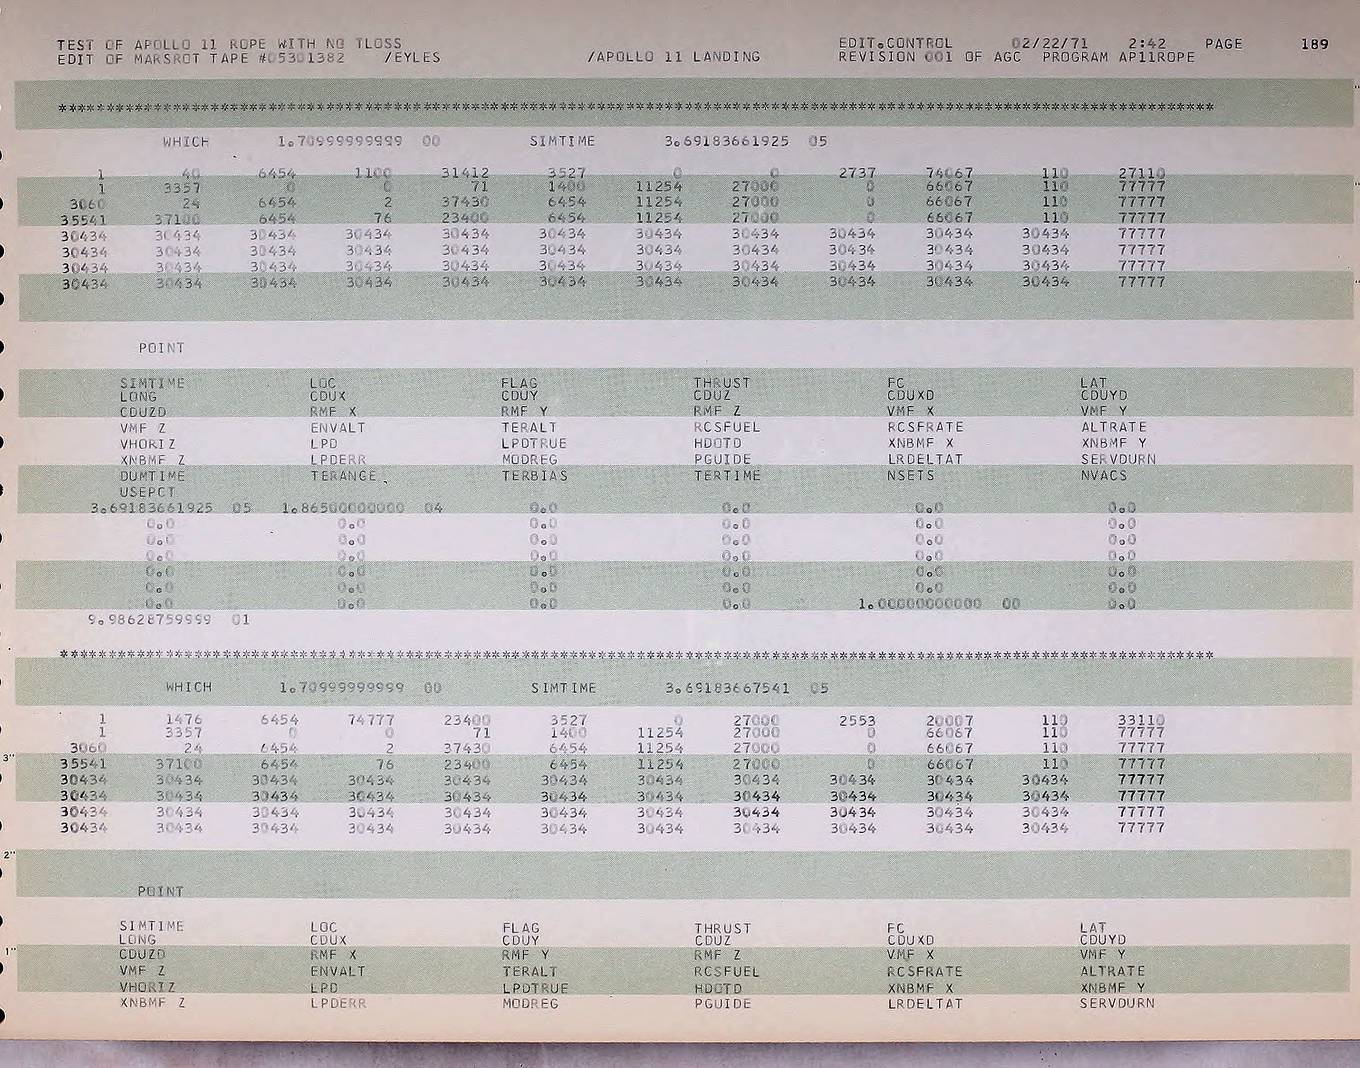 TEST OF APOLLO 11 ROPE WITH NO TLOSS EDIT.CONTROL 02/22/71 2:42 PAGE 189
EDIT OF MARSROT TAPE #05301382 /EYLES /APOLLO 11 LANDING REVISION 001 OF AGC PROGRAM AP11ROPE
WHICH 1.70999999999 00 SIMTIME 3.69183661925 05
1 40 6454 1100 31412 3527 0 0 2737 74067 110 27110
1 3357 0 0 71 1400 11254 27000 0 66067 110 77777
3060 24 6454 2 37430 6454 11254 27000 0 66067 110 77777
35541 37100 6454 76 23400 6454 11254 27000 0 66067 110 77777
30434 30434 30434 30434 30434 30434 30434 30434 30434 30434 30434 77777
30434 30434 30434 30434 30434 30434 30434 30434 30434 30434 30434 77777
30434 30434 30434 30434 30434 30434 30434 30434 30434 30434 30434 77777
30434 30434 30434 30434 30434 30434 30434 30434 30434 30434 30434 77777
POINT
SIMTIME LOC FLAG THRUST FC LAT
LONG CDUX CDUY CDUZ CDUXD CDUYD
CDUZD RMF X RMF Y RMF Z VMF X VMF Y
VMF Z ENVALT TERALT RCSFUEL RCSFRATE ALTRATE
VHORIZ LPD LPDTRUE HDOTD XNBMF X XNBMF Y
XNBMF Z LPDERR MODREG PGUIDE LRDELTAT SERVDURN
DUMTIME TERANGE TERBIAS TERTIME NSETS NVACS
USEPCT
3.69183661925 05 1.86500000000 04 0.0 0.0 0.0 0.0
0.0 0.0 0.0 0.0 0.0 0.0
0.0 0.0 0.0 0.0 0.0 0.0
0.0 0.0 0.0 0.0 0.0 0.0
0.0 0.0 0.0 0.0 0.0 0.0
0.0 0.0 0.0 0.0 0.0 0.0
0.0 0.0 0.0 0.0 1.00000000000 00 0.0
9.98628759999 01
WHICH 1.70999999999 00 SIMTIME 3.69183667541 05
1 1476 6454 74777 23400 3527 0 27000 2553 20007 110 33110
1 3357 0 0 71 1400 11254 27000 0 66067 110 77777
3060 24 6454 2 37430 6454 11254 27000 0 66067 110 77777
3" 35541 37100 6454 76 23400 6454 11254 27000 0 66067 110 77777
30434 30434 30434 30434 30434 30434 30434 30434 30434 30434 30434 77777
30434 30434 30434 30434 30434 30434 30434 30434 30434 30434 30434 77777
30434 30434 30434 30434 30434 30434 30434 30434 30434 30434 30434 77777
30434 30434 30434 30434 30434 30434 30434 30434 30434 30434 30434 77777
2"
POINT
SIMTIME LOC FLAG THRUST FC LAT
LONG CDUX CDUY CDUZ CDUXD CDUYD
1" CDUZD RMF X RMF Y RMF Z VMF X VMF Y
VMF Z ENVALT TERALT RCSFUEL RCSFRATE ALTRATE
VHORIZ LPD LPDTRUE HDOTD XNBMF X XNBMF Y
XNBMF Z LPDERR MODREG PGUIDE LRDELTAT SERVDURN